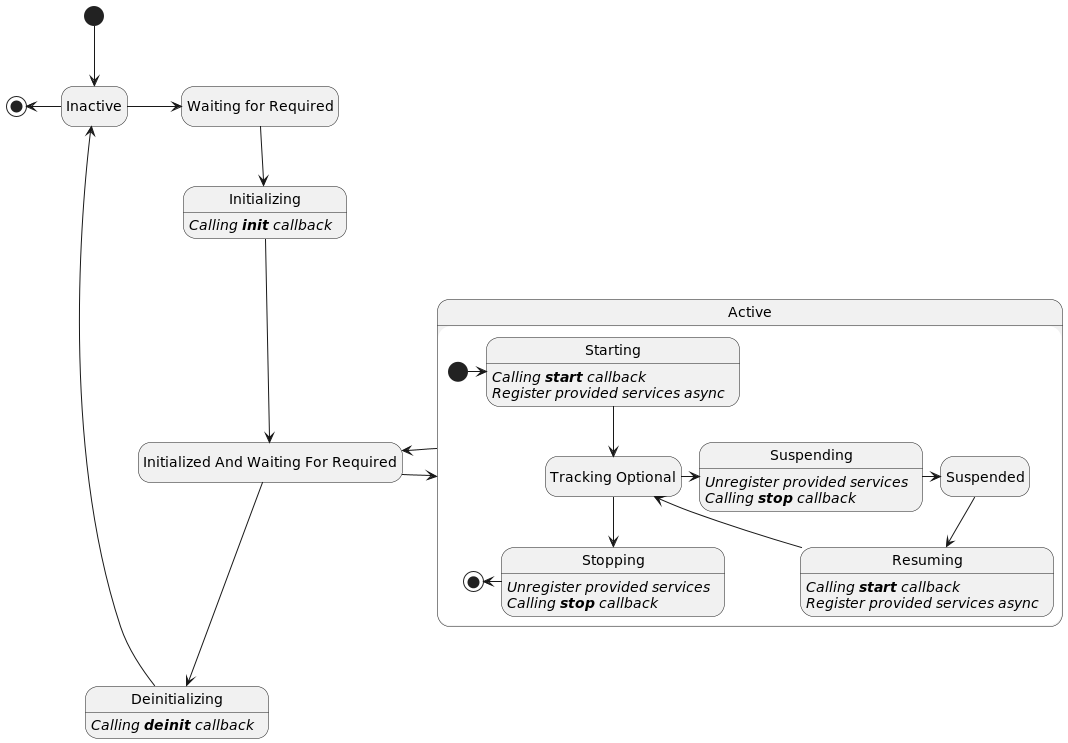 Inactive
Waiting for Required
Initializing
Calling init callback
Active
Starting
Calling start callback
Register provided services async
Initialized And Waiting For Required
Tracking Optional
Suspending
Unregister provided services
Calling stop callback
Suspended
Stopping
Unregister provided services
Calling stop callback
Resuming
Calling start callback
Register provided services async
Deinitializing
Calling deinit callback